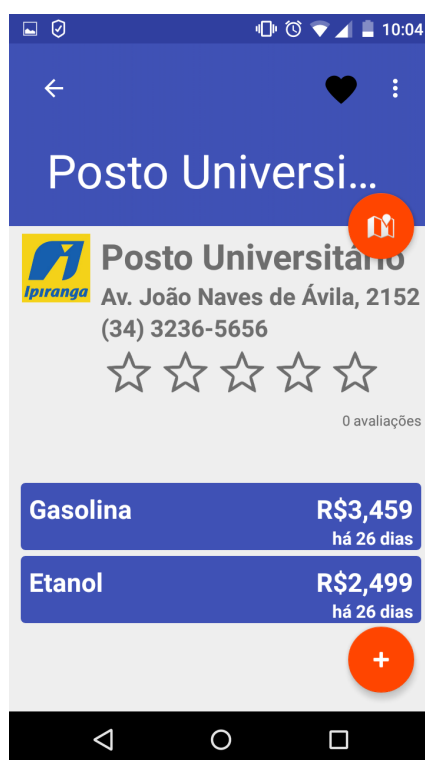 10:04
Posto Universi...
Posto Universitário
Ipiranga
Av. João Naves de Ávila, 2152
(34) 3236-5656
0 avaliações
Gasolina R$3,459
há 26 dias
Etanol R$2,499
há 26 dias
+